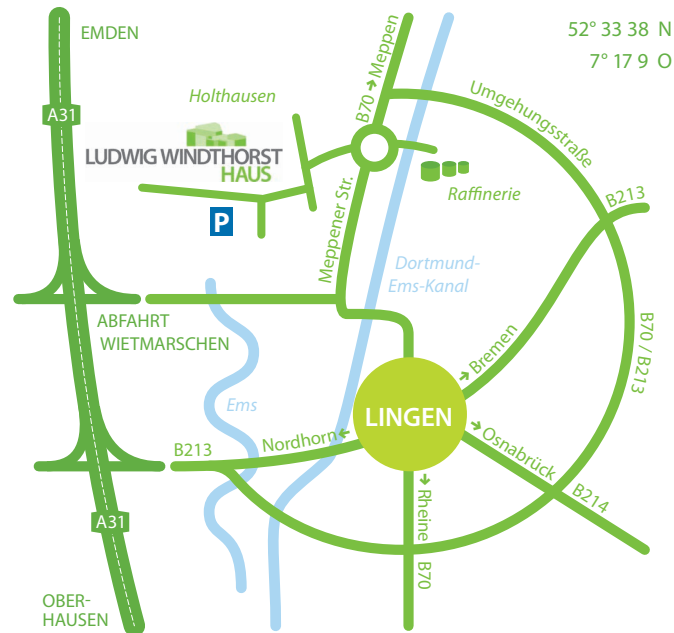 EMDEN
52° 33 38 N
7° 17 9 O
A31
Holthausen
B70 → Meppen
Umgehungsstraße
LUDWIG WINDTHORST
HAUS
Raffinerie
B213
P
Meppener Str.
Dortmund-
Ems-Kanal
ABFAHRT
WIETMARSCHEN
B70 / B213
→ Bremen
Ems
LINGEN
B213
Nordhorn ←
→ Osnabrück
B214
→ Rheine
B70
A31
OBER-
HAUSEN